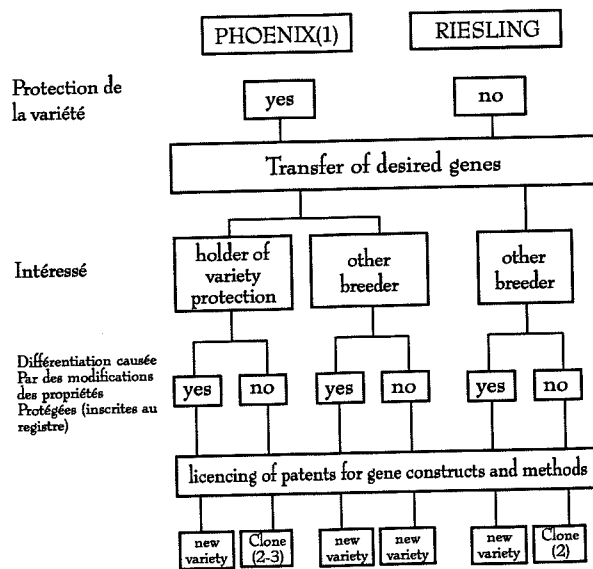 PHOENIX(1)
RIESLING
Protection de
la variété
yes
no
Transfer of desired genes
Intéressé
holder of
variety
protection
other
breeder
other
breeder
Différentiation causée
Par des modifications
des propriétés
Protégées (inscrites au
registre)
yes
no
yes
no
yes
no
licencing of patents for gene constructs and methods
new
variety
Clone
(2-3)
new
variety
new
variety
new
variety
Clone
(2)